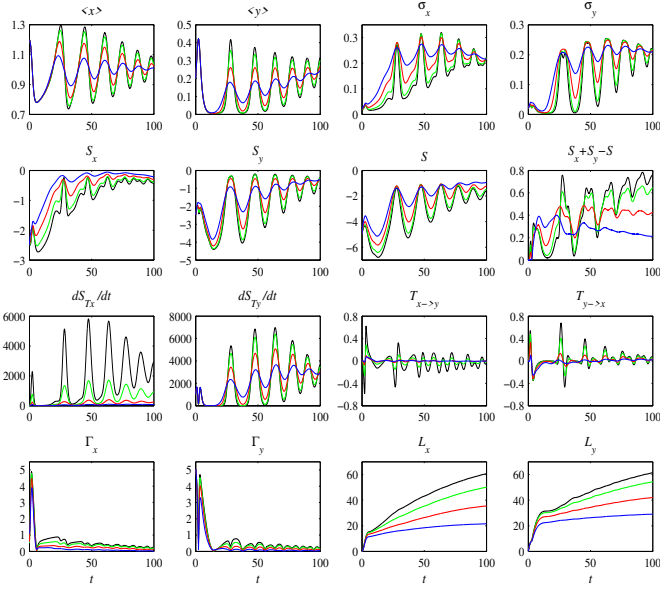 <x> <y> σx σy
1.3 0.4 0.3 0.2
1.1 0.3 0.2
0.2 0.1
0.9 0.1 0.1
0.7 0 0 0
0 50 100 0 50 100 0 50 100 0 50 100
Sx Sy S Sx+Sy−S
0 0 0 0.8
−1 −1 −2 0.6
−2 −2 −4 0.4
−3 −6 0.2
−3 −4 0
−5
0 50 100 0 50 100 0 50 100 0 50 100
dSTx/dt dSTy/dt Tx−>y Ty−>x
6000 8000 0.8 0.8
4000 6000 0.4 0.4
4000 0 0
2000 2000 −0.4 −0.4
0 0 −0.8 −0.8
0 50 100 0 50 100 0 50 100 0 50 100
Γx Γy Lx Ly
5 5 60 60
4 4
3 3 40 40
2 2 20 20
1 1
0 0 0 0
0 50 100 0 50 100 0 50 100 0 50 100
t t t t